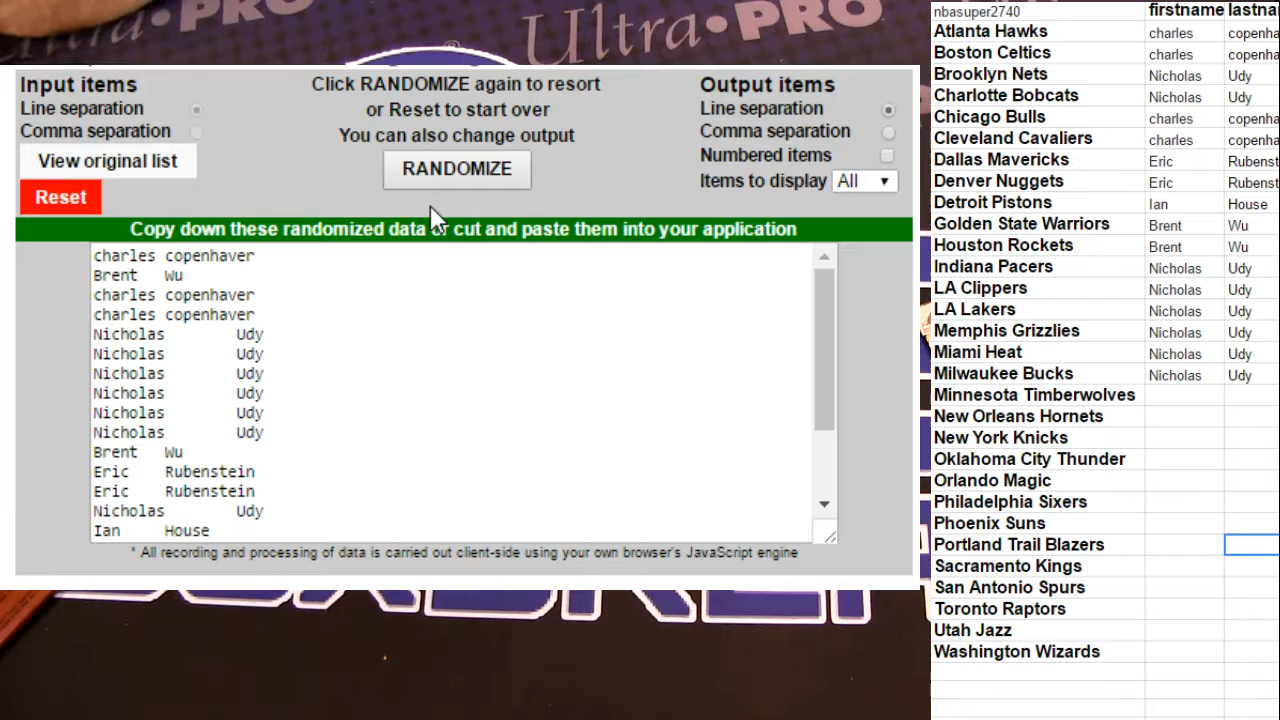 Ultra•PRO
Input items
Line separation
Comma separation
View original list
Reset
Click RANDOMIZE again to resort
or Reset to start over
You can also change output
RANDOMIZE
Output items
Line separation
Comma separation
Numbered items
Items to display All
Copy down these randomized data or cut and paste them into your application
charles copenhaver
Brent Wu
charles copenhaver
charles copenhaver
Nicholas Udy
Nicholas Udy
Nicholas Udy
Nicholas Udy
Nicholas Udy
Nicholas Udy
Brent Wu
Eric Rubenstein
Eric Rubenstein
Nicholas Udy
Ian House
* All recording and processing of data is carried out client-side using your own browser's JavaScript engine
nbasuper2740 firstname lastna
Atlanta Hawks charles copenha
Boston Celtics charles copenha
Brooklyn Nets Nicholas Udy
Charlotte Bobcats Nicholas Udy
Chicago Bulls charles copenha
Cleveland Cavaliers charles copenha
Dallas Mavericks Eric Rubenst
Denver Nuggets Eric Rubenst
Detroit Pistons Ian House
Golden State Warriors Brent Wu
Houston Rockets Brent Wu
Indiana Pacers Nicholas Udy
LA Clippers Nicholas Udy
LA Lakers Nicholas Udy
Memphis Grizzlies Nicholas Udy
Miami Heat Nicholas Udy
Milwaukee Bucks Nicholas Udy
Minnesota Timberwolves
New Orleans Hornets
New York Knicks
Oklahoma City Thunder
Orlando Magic
Philadelphia Sixers
Phoenix Suns
Portland Trail Blazers
Sacramento Kings
San Antonio Spurs
Toronto Raptors
Utah Jazz
Washington Wizards